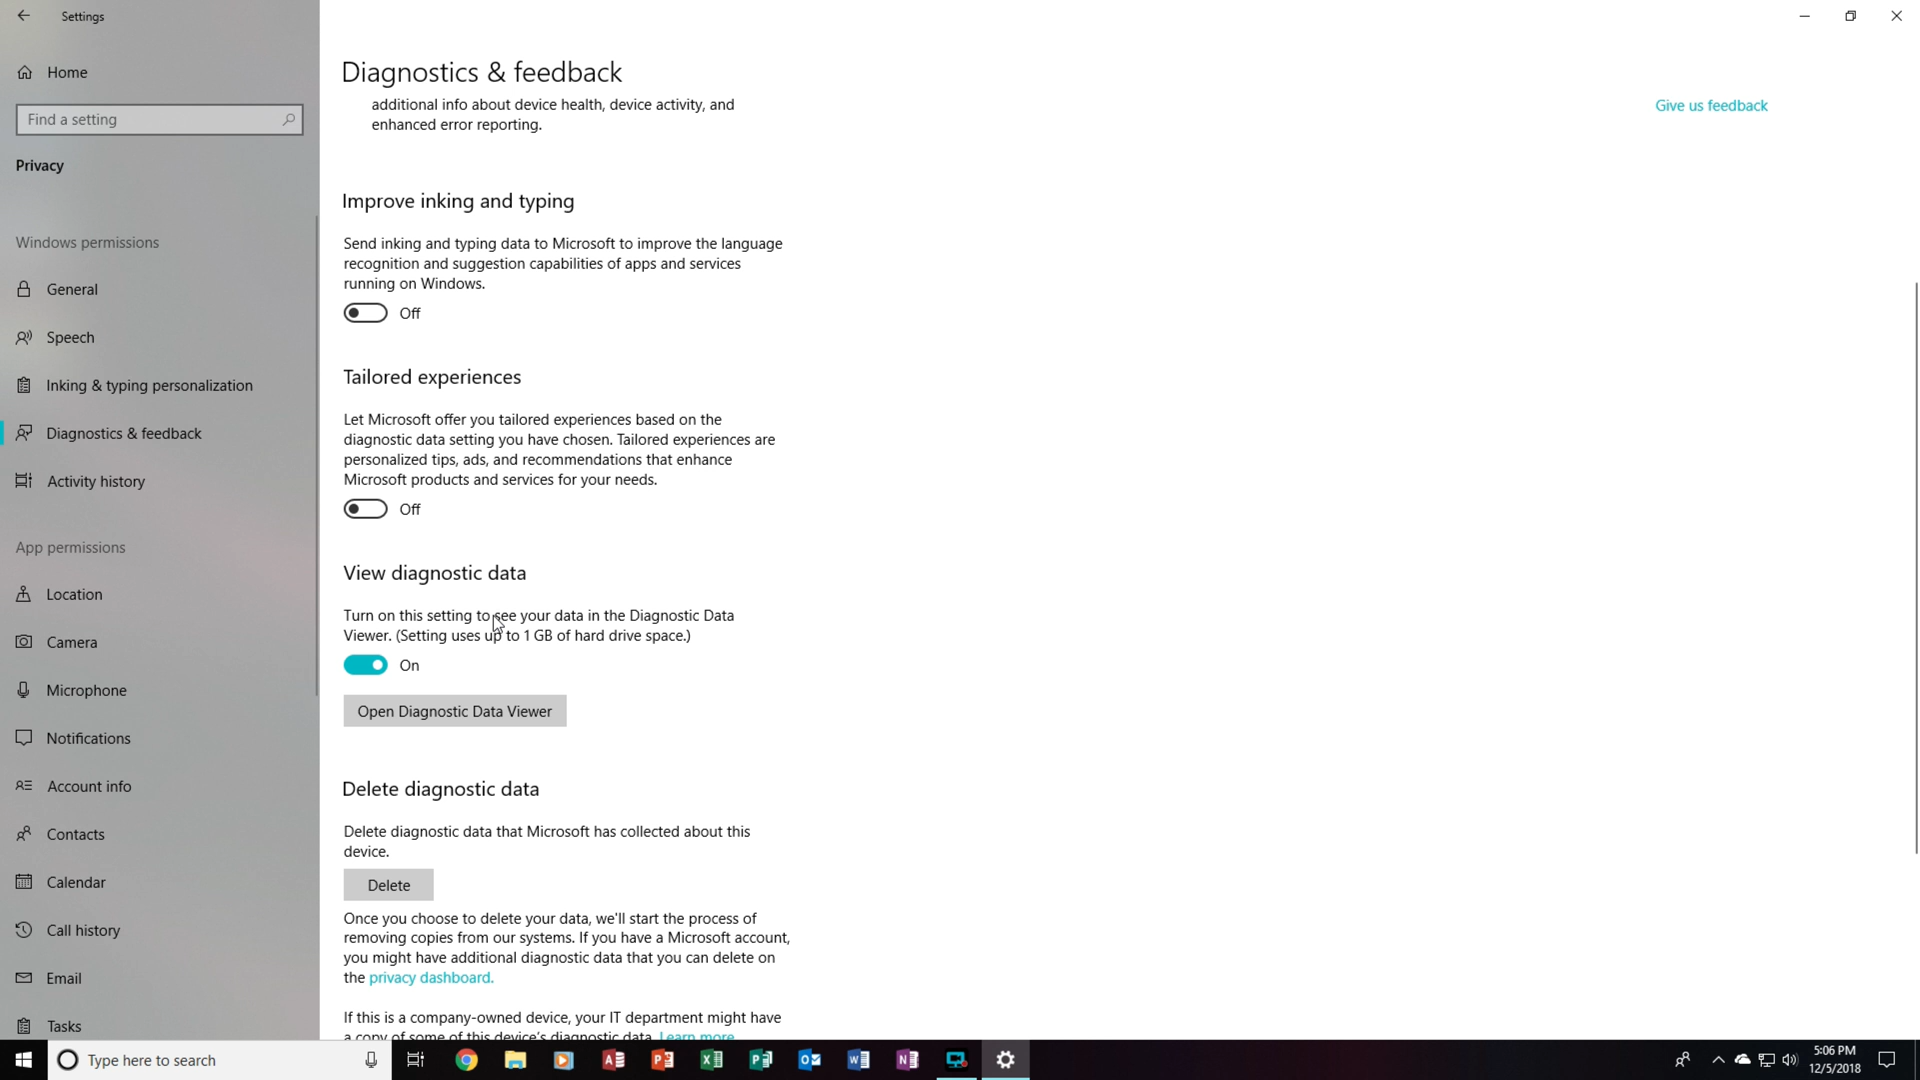 Settings
Home
Find a setting
Privacy
Windows permissions
General
Speech
Inking & typing personalization
Diagnostics & feedback
Activity history
App permissions
Location
Camera
Microphone
Notifications
Account info
Contacts
Calendar
Call history
Email
Tasks
Diagnostics & feedback
additional info about device health, device activity, and
enhanced error reporting.
Give us feedback
Improve inking and typing
Send inking and typing data to Microsoft to improve the language
recognition and suggestion capabilities of apps and services
running on Windows.
Off
Tailored experiences
Let Microsoft offer you tailored experiences based on the
diagnostic data setting you have chosen. Tailored experiences are
personalized tips, ads, and recommendations that enhance
Microsoft products and services for your needs.
Off
View diagnostic data
Turn on this setting to see your data in the Diagnostic Data
Viewer. (Setting uses up to 1 GB of hard drive space.)
On
Open Diagnostic Data Viewer
Delete diagnostic data
Delete diagnostic data that Microsoft has collected about this
device.
Delete
Once you choose to delete your data, we'll start the process of
removing copies from our systems. If you have a Microsoft account,
you might have additional diagnostic data that you can delete on
the privacy dashboard.
If this is a company-owned device, your IT department might have
a copy of some of this device's diagnostic data. Learn more
Type here to search
5:06 PM
12/5/2018